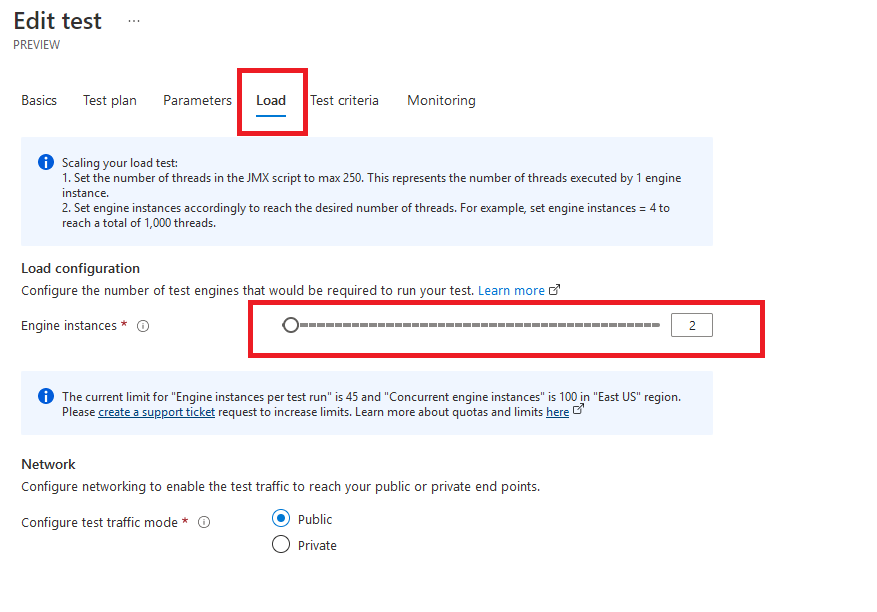 Edit test ...
PREVIEW
Basics Test plan Parameters Load Test criteria Monitoring
Scaling your load test:
1. Set the number of threads in the JMX script to max 250. This represents the number of threads executed by 1 engine
instance.
2. Set engine instances accordingly to reach the desired number of threads. For example, set engine instances = 4 to
reach a total of 1,000 threads.
Load configuration
Configure the number of test engines that would be required to run your test. Learn more
Engine instances * 2
The current limit for "Engine instances per test run" is 45 and "Concurrent engine instances" is 100 in "East US" region.
Please create a support ticket request to increase limits. Learn more about quotas and limits here
Network
Configure networking to enable the test traffic to reach your public or private end points.
Configure test traffic mode * Public
Private